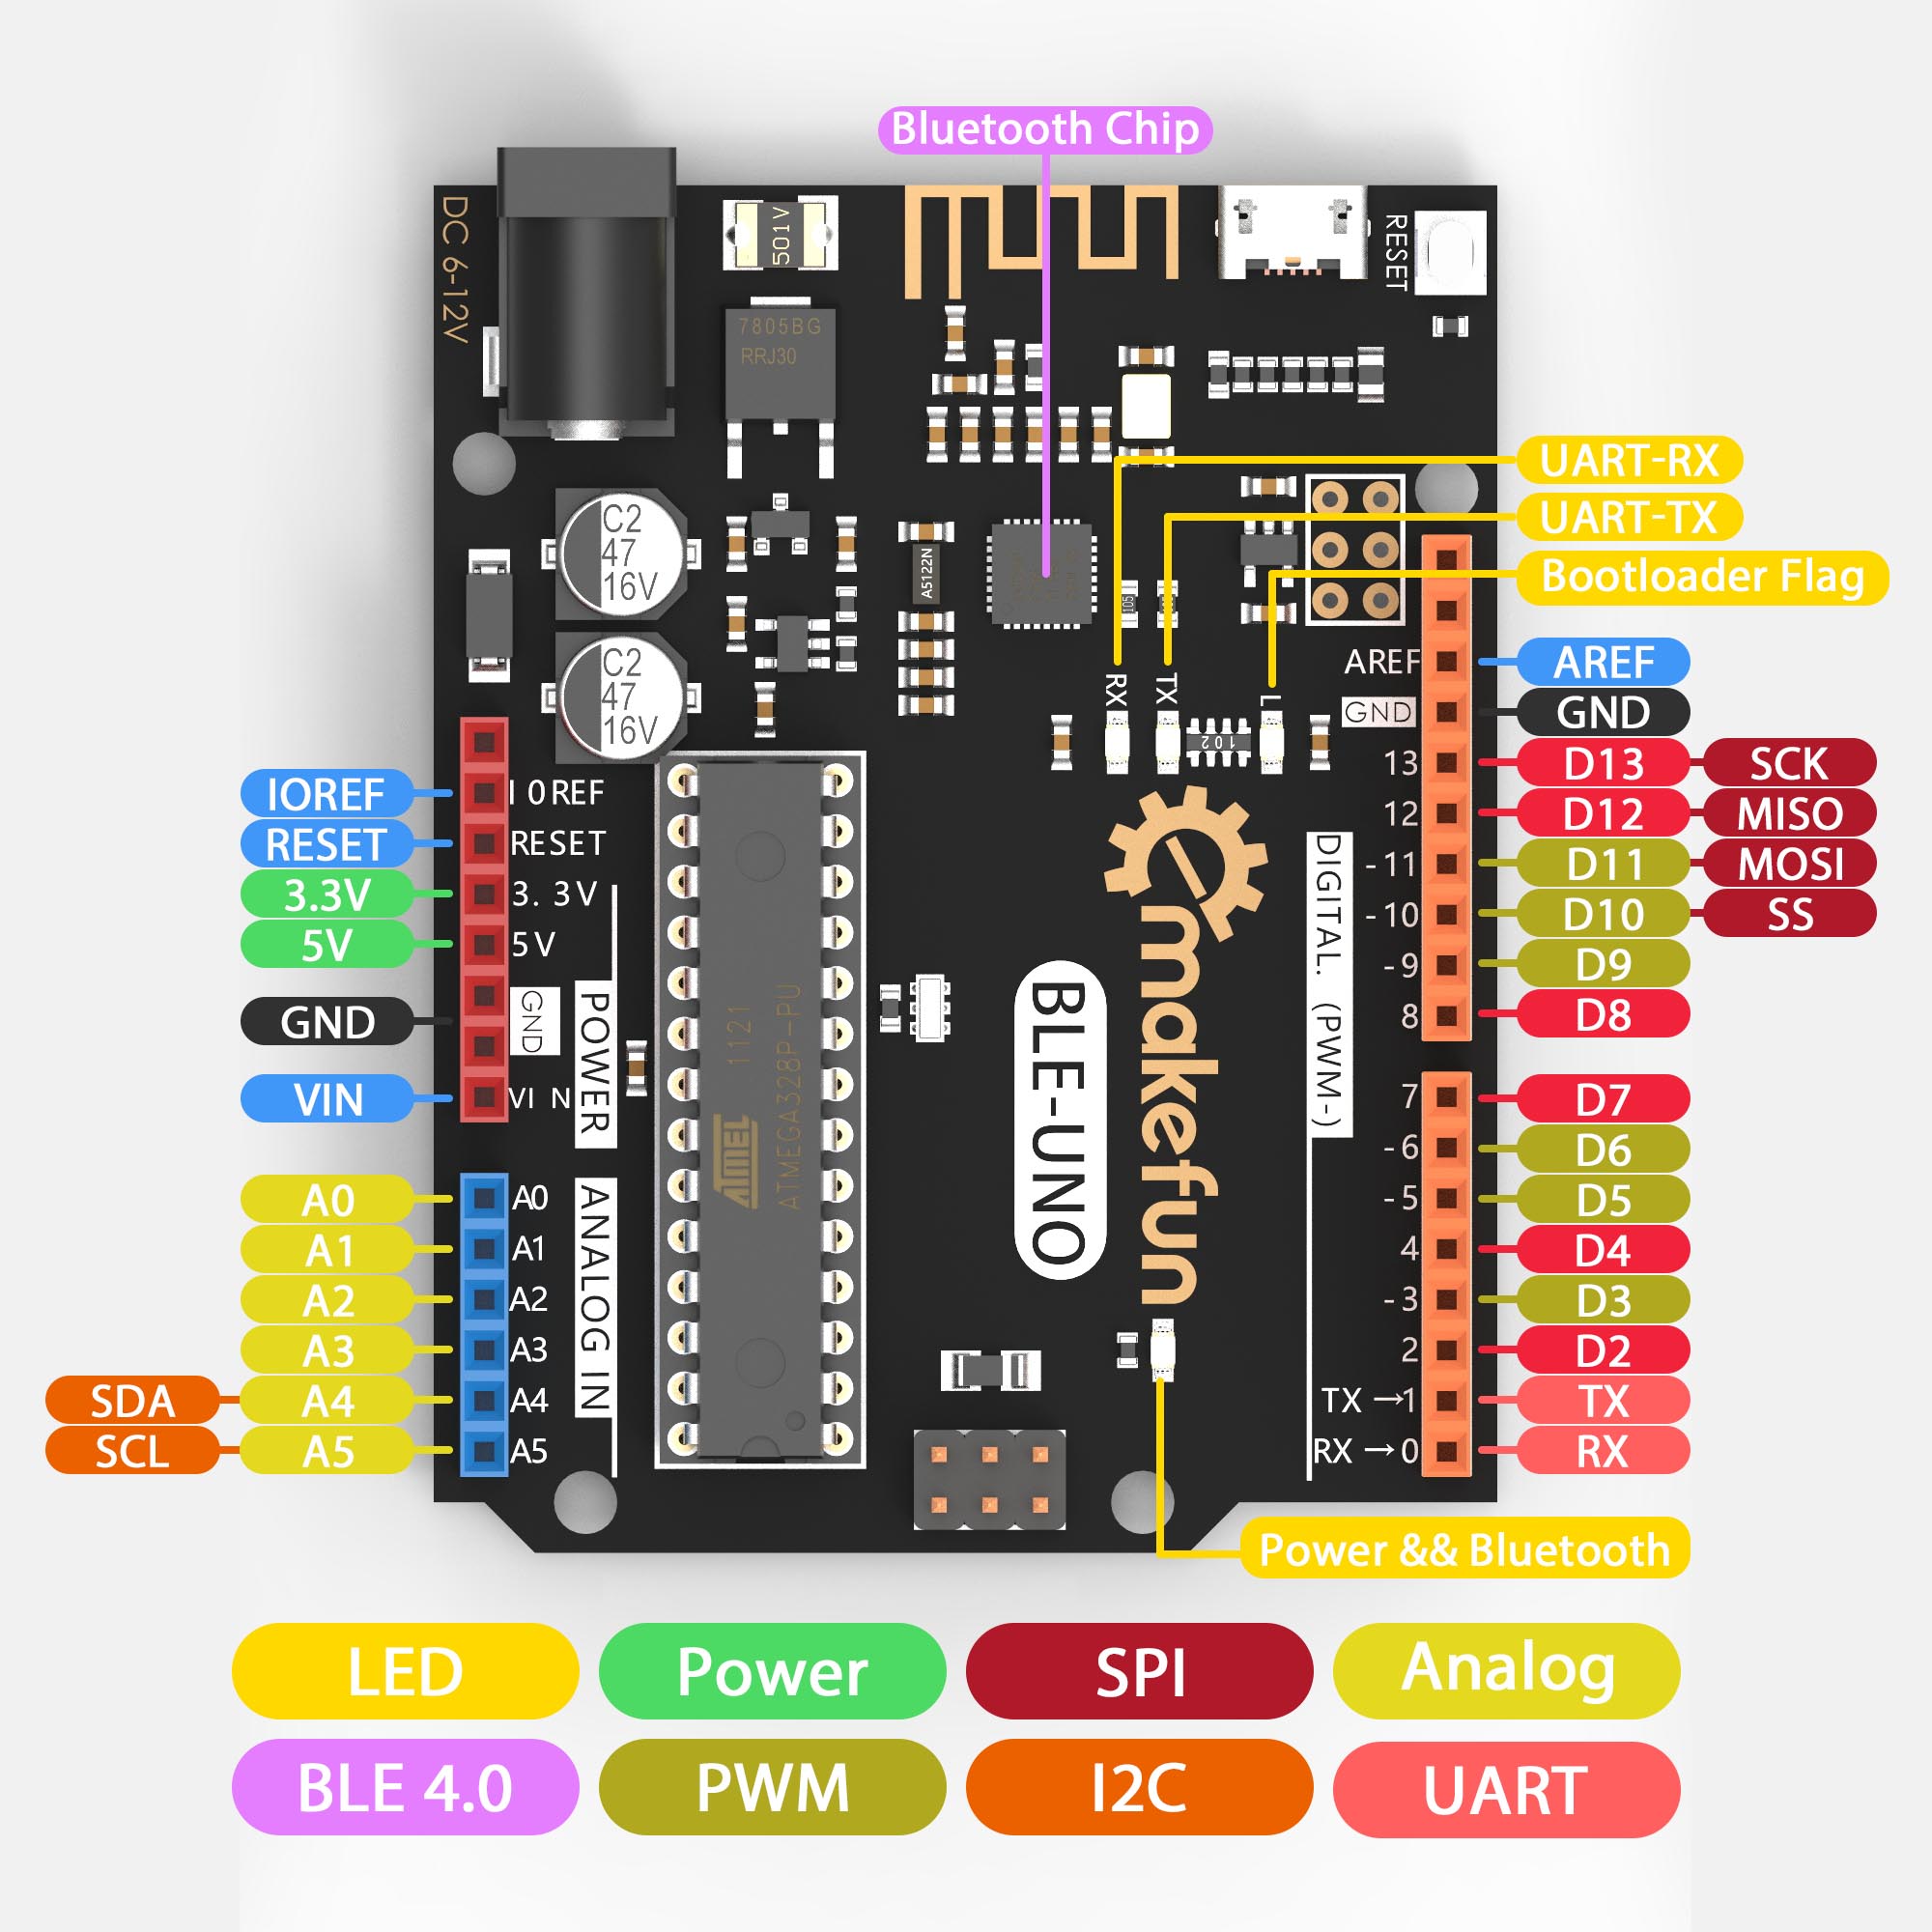 Bluetooth Chip
DC 6-12V
501V
RESET
7805BG
RRJ30
UART-RX
UART-TX
Bootloader Flag
C2
47
16V
A5122N
105
C2
47
16V
RX
TX
L
102
AREF
AREF
GND
GND
13
D13
SCK
12
D12
MISO
-11
D11
MOSI
-10
D10
SS
-9
D9
8
D8
7
D7
-6
D6
-5
D5
4
D4
-3
D3
2
D2
TX→1
TX
RX→0
RX
DIGITAL. (PWM-)
IOREF
IOREF
RESET
RESET
3.3V
3.3V
5V
5V
GND
GND
VIN
VIN
POWER
A0
A0
A1
A1
A2
A2
A3
A3
SDA
A4
A4
SCL
A5
A5
ANALOG IN
1121
ATMEL
ATMEGA328P-PU
BLE-UNO
emakefun
Power && Bluetooth
LED
Power
SPI
Analog
BLE 4.0
PWM
I2C
UART